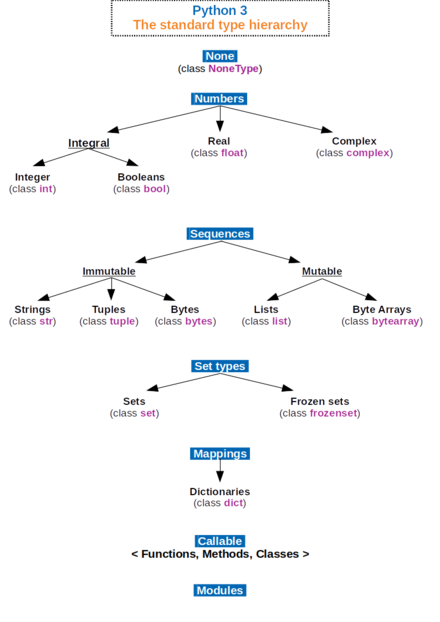 Python 3
The standard type hierarchy
None
(class NoneType)
Numbers
Integral
Real
(class float)
Complex
(class complex)
Integer
(class int)
Booleans
(class bool)
Sequences
Immutable
Mutable
Strings
(class str)
Tuples
(class tuple)
Bytes
(class bytes)
Lists
(class list)
Byte Arrays
(class bytearray)
Set types
Sets
(class set)
Frozen sets
(class frozenset)
Mappings
Dictionaries
(class dict)
Callable
< Functions, Methods, Classes >
Modules